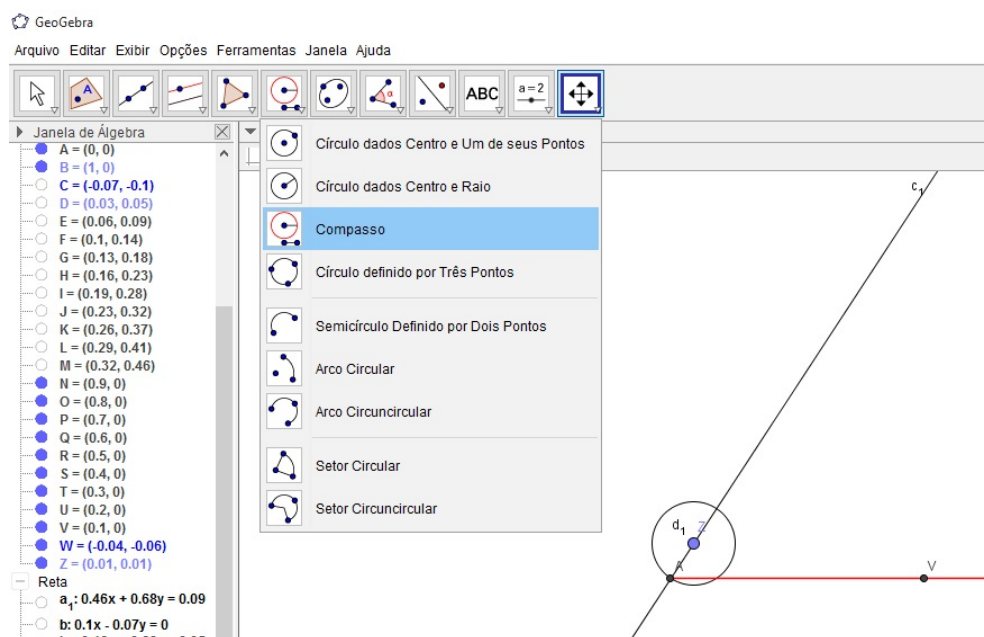 GeoGebra
Arquivo Editar Exibir Opções Ferramentas Janela Ajuda
A ABC a=2
α
Janela de Álgebra
A = (0, 0)
B = (1, 0)
C = (-0.07, -0.1)
D = (0.03, 0.05)
E = (0.06, 0.09)
F = (0.1, 0.14)
G = (0.13, 0.18)
H = (0.16, 0.23)
I = (0.19, 0.28)
J = (0.23, 0.32)
K = (0.26, 0.37)
L = (0.29, 0.41)
M = (0.32, 0.46)
N = (0.9, 0)
O = (0.8, 0)
P = (0.7, 0)
Q = (0.6, 0)
R = (0.5, 0)
S = (0.4, 0)
T = (0.3, 0)
U = (0.2, 0)
V = (0.1, 0)
W = (-0.04, -0.06)
Z = (0.01, 0.01)
Reta
a₁: 0.46x + 0.68y = 0.09
b: 0.1x - 0.07y = 0
Círculo dados Centro e Um de seus Pontos
Círculo dados Centro e Raio
Compasso
Círculo definido por Três Pontos
Semicírculo Definido por Dois Pontos
Arco Circular
Arco Circuncircular
Setor Circular
Setor Circuncircular
c₁
d₁ Z
A
V